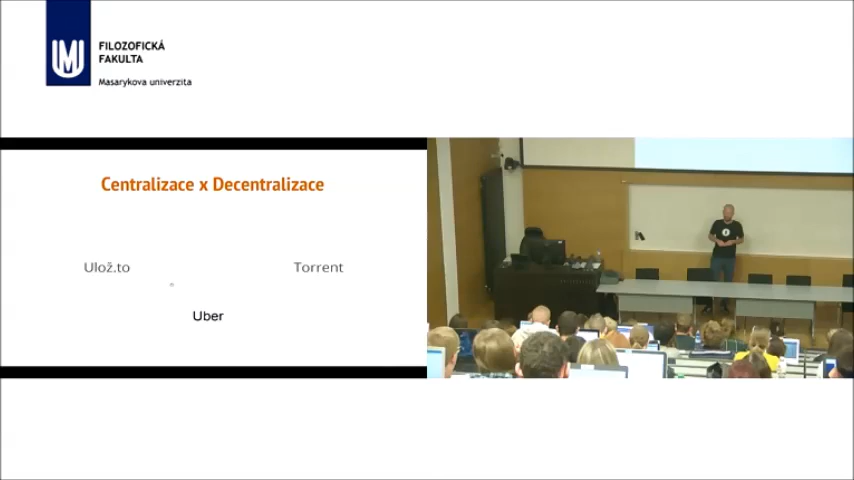 FILOZOFICKÁ
FAKULTA
Masarykova univerzita
Centralizace x Decentralizace
Ulož.to
Torrent
Uber